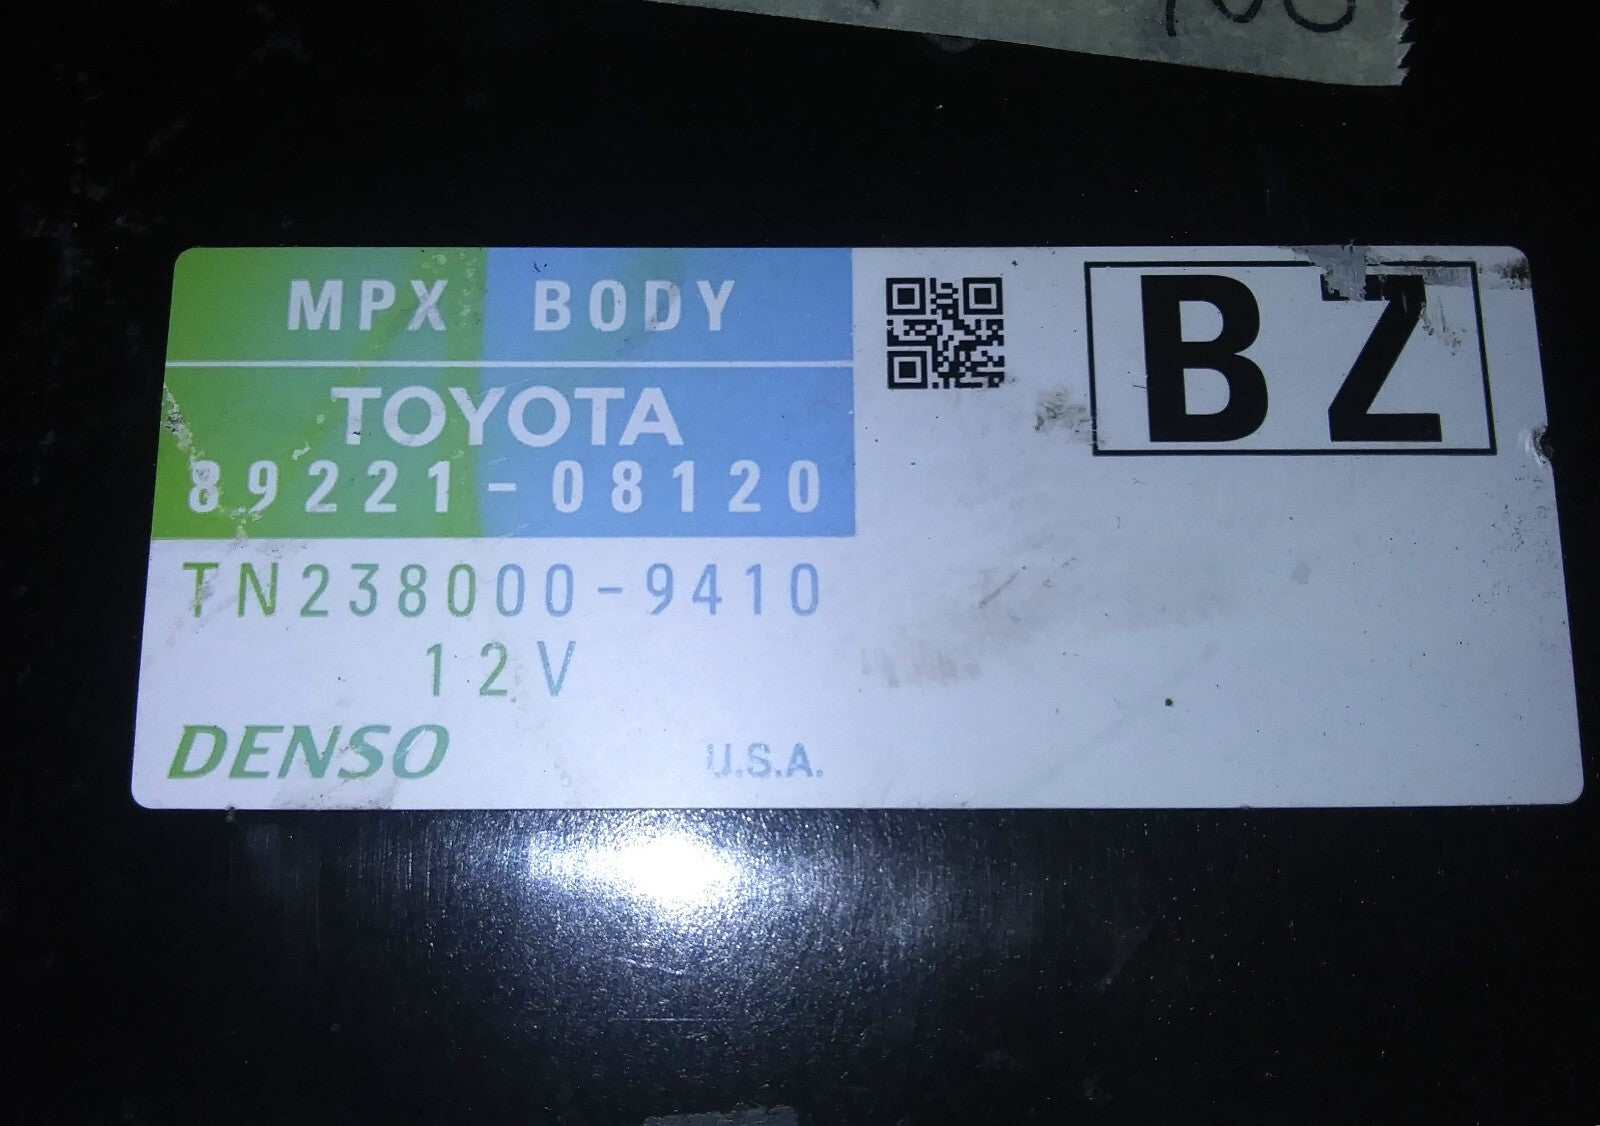 MPX BODY
TOYOTA
89221-08120
TN238000-9410
12V
DENSO
U.S.A.
BZ